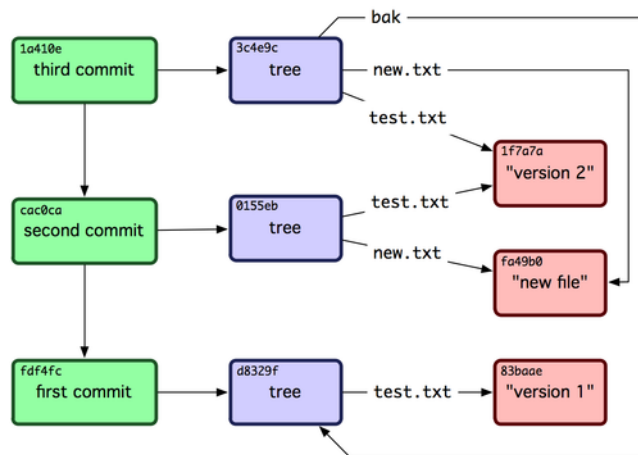 bak
1a410e
third commit
3c4e9c
tree
new.txt
test.txt
1f7a7a
"version 2"
cac0ca
second commit
0155eb
tree
test.txt
new.txt
fa49b0
"new file"
fdf4fc
first commit
d8329f
tree
test.txt
83baae
"version 1"